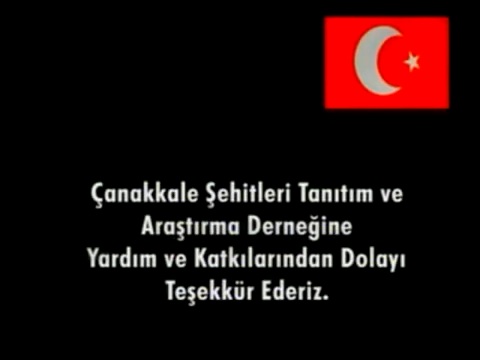 Çanakkale Şehitleri Tanıtım ve
Araştırma Derneğine
Yardım ve Katkılarından Dolayı
Teşekkür Ederiz.